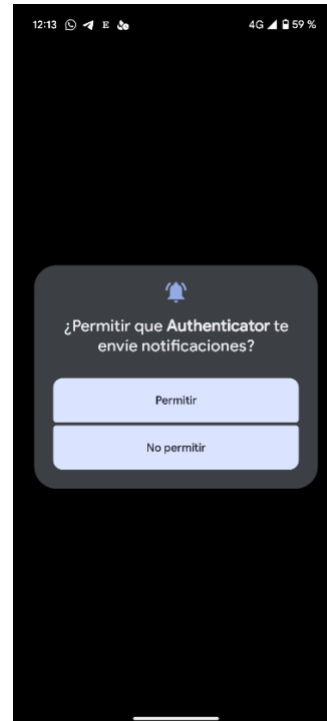 12:13 E 4G 59 %
¿Permitir que Authenticator te
envíe notificaciones?
Permitir
No permitir